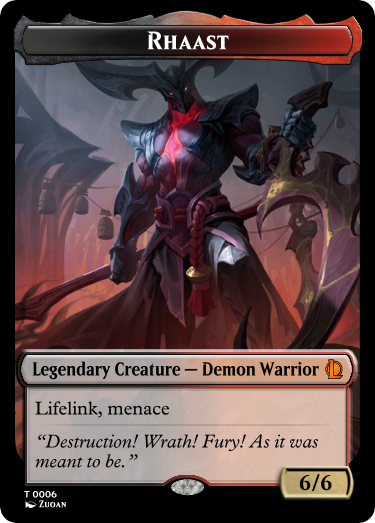 Rhaast
Legendary Creature — Demon Warrior
Lifelink, menace
“Destruction! Wrath! Fury! As it was
meant to be.”
6/6
T 0006
Zuoan